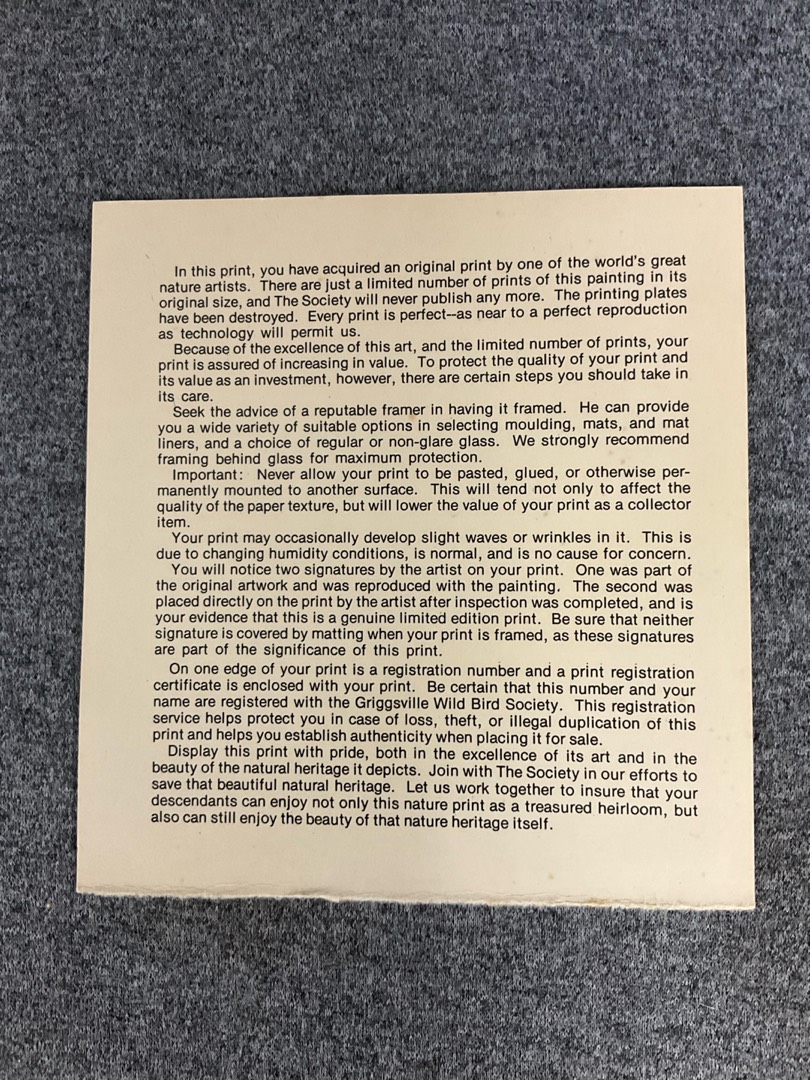 In this print, you have acquired an original print by one of the world's great
nature artists. There are just a limited number of prints of this painting in its
original size, and The Society will never publish any more. The printing plates
have been destroyed. Every print is perfect--as near to a perfect reproduction
as technology will permit us.
Because of the excellence of this art, and the limited number of prints, your
print is assured of increasing in value. To protect the quality of your print and
its value as an investment, however, there are certain steps you should take in
its care.
Seek the advice of a reputable framer in having it framed. He can provide
you a wide variety of suitable options in selecting moulding, mats, and mat
liners, and a choice of regular or non-glare glass. We strongly recommend
framing behind glass for maximum protection.
Important: Never allow your print to be pasted, glued, or otherwise per-
manently mounted to another surface. This will tend not only to affect the
quality of the paper texture, but will lower the value of your print as a collector
item.
Your print may occasionally develop slight waves or wrinkles in it. This is
due to changing humidity conditions, is normal, and is no cause for concern.
You will notice two signatures by the artist on your print. One was part of
the original artwork and was reproduced with the painting. The second was
placed directly on the print by the artist after inspection was completed, and is
your evidence that this is a genuine limited edition print. Be sure that neither
signature is covered by matting when your print is framed, as these signatures
are part of the significance of this print.
On one edge of your print is a registration number and a print registration
certificate is enclosed with your print. Be certain that this number and your
name are registered with the Griggsville Wild Bird Society. This registration
service helps protect you in case of loss, theft, or illegal duplication of this
print and helps you establish authenticity when placing it for sale.
Display this print with pride, both in the excellence of its art and in the
beauty of the natural heritage it depicts. Join with The Society in our efforts to
save that beautiful natural heritage. Let us work together to insure that your
descendants can enjoy not only this nature print as a treasured heirloom, but
also can still enjoy the beauty of that nature heritage itself.